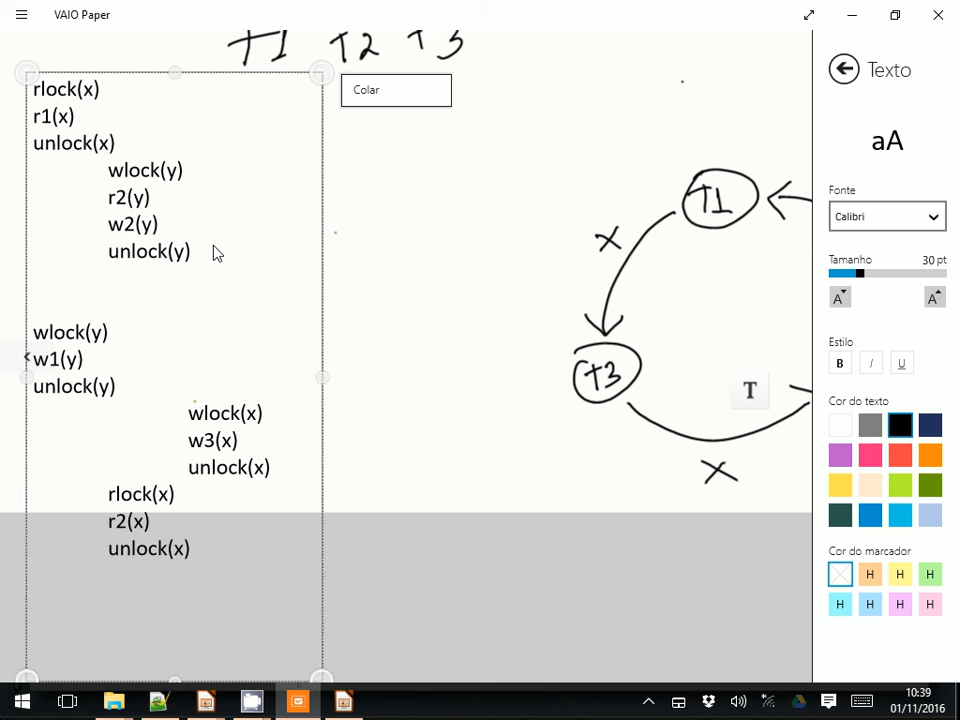 VAIO Paper
T1 T2 T3
Colar
rlock(x)
r1(x)
unlock(x)
wlock(y)
r2(y)
w2(y)
unlock(y)
wlock(y)
w1(y)
unlock(y)
wlock(x)
w3(x)
unlock(x)
rlock(x)
r2(x)
unlock(x)
T1
x
T3
T
x
Texto
aA
Fonte
Calibri
Tamanho 30 pt
A A
Estilo
B I U
Cor do texto
Cor do marcador
H H H
H H H H
10:39
01/11/2016